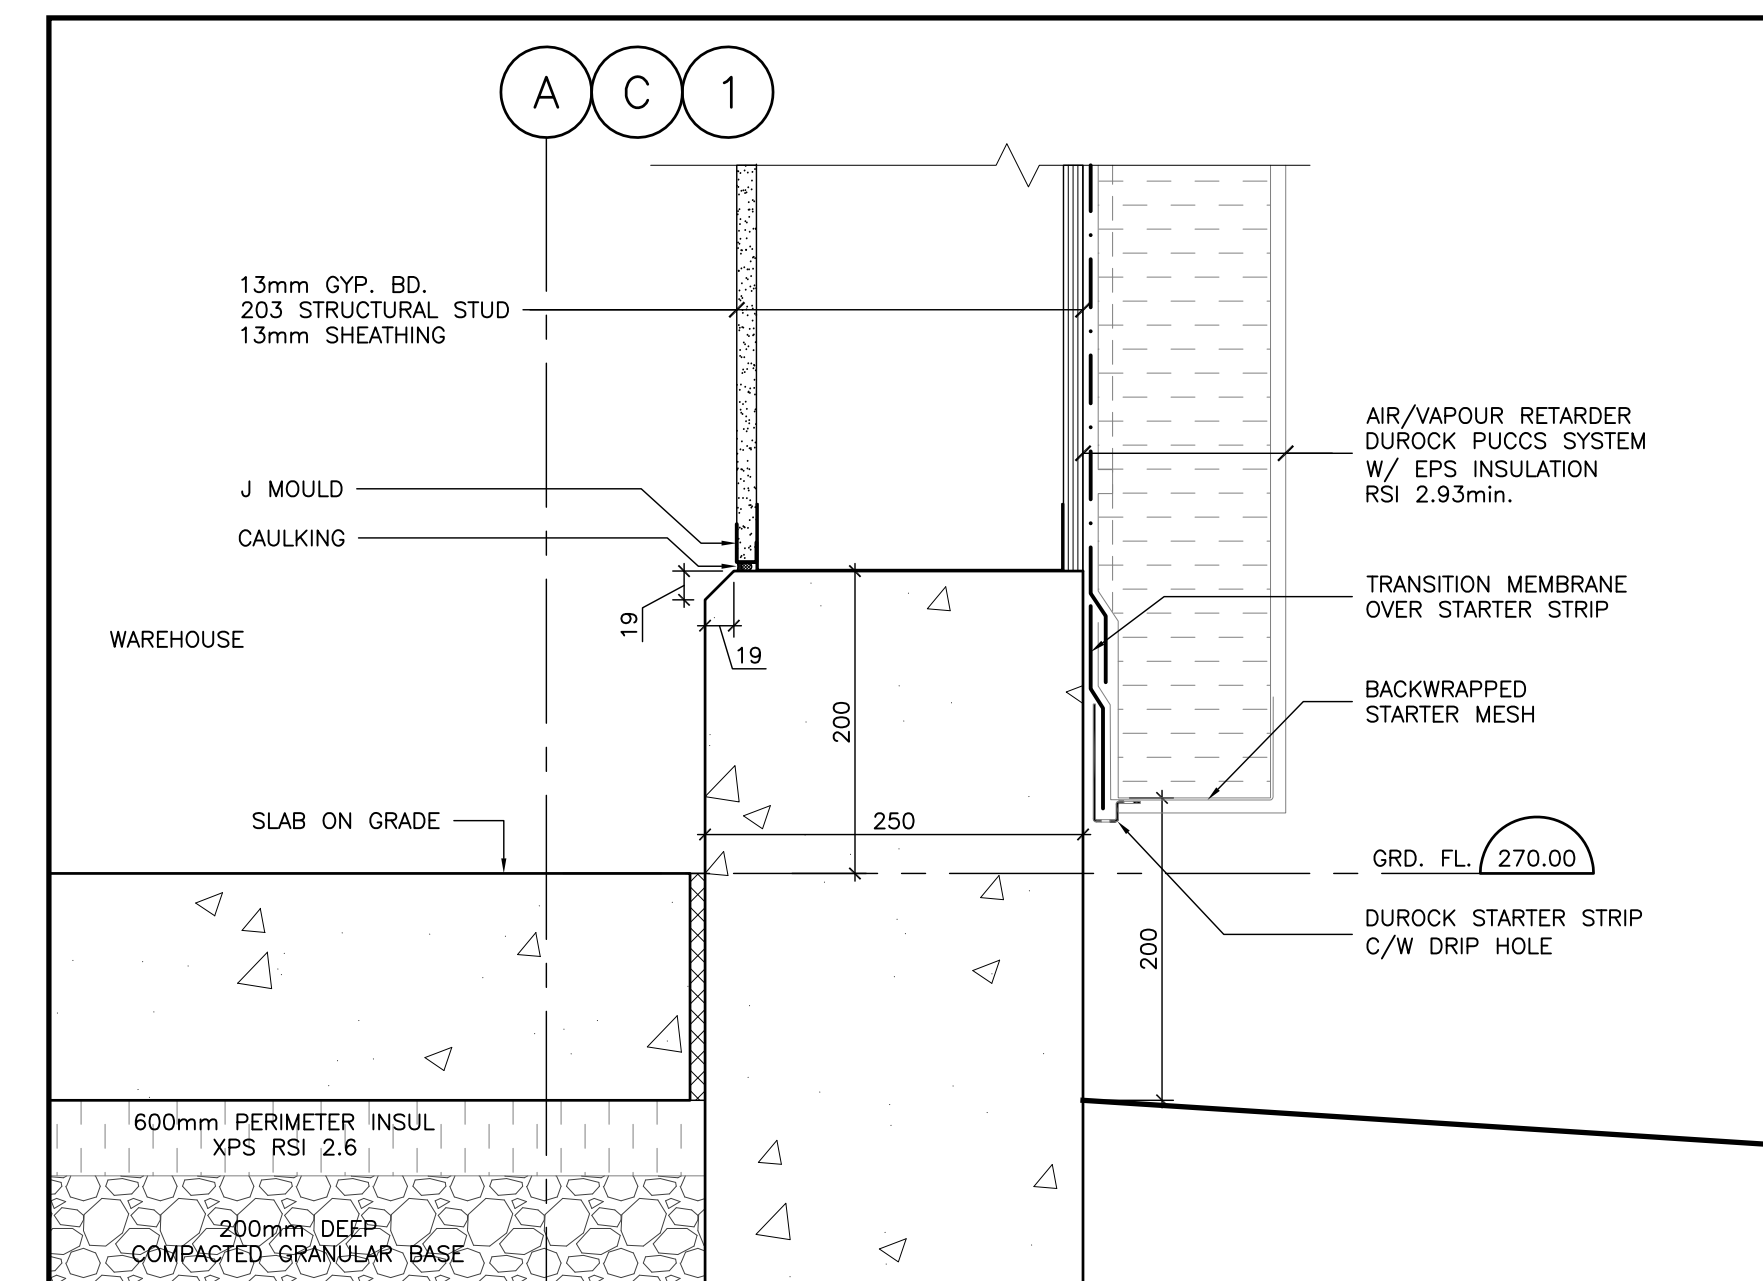 A C 1
13mm GYP. BD.
203 STRUCTURAL STUD
13mm SHEATHING
AIR/VAPOUR RETARDER
DUROCK PUCCS SYSTEM
W/ EPS INSULATION
RSI 2.93min.
J MOULD
CAULKING
TRANSITION MEMBRANE
OVER STARTER STRIP
19
WAREHOUSE
19
BACKWRAPPED
STARTER MESH
200
SLAB ON GRADE
250
GRD. FL. 270.00
DUROCK STARTER STRIP
C/W DRIP HOLE
200
600mm PERIMETER INSUL
XPS RSI 2.6
200mm DEEP
COMPACTED GRANULAR BASE